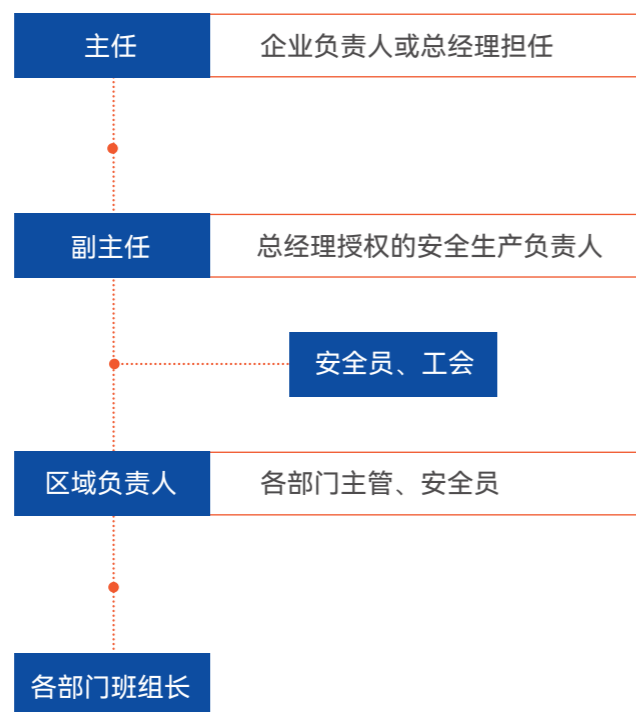 主任
企业负责人或总经理担任
副主任
总经理授权的安全生产负责人
安全员、工会
区域负责人
各部门主管、安全员
各部门班组长